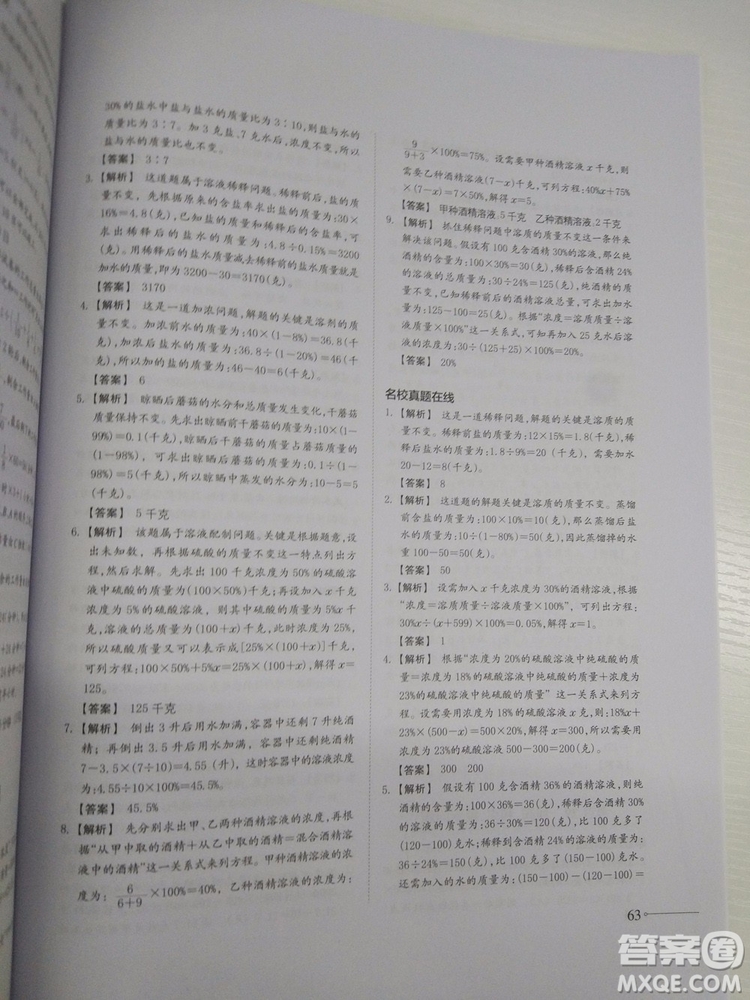 30%的盐水中盐与盐水的质量比为3∶10,则盐与水的
质量比为3∶7。加3克盐、7克水后,浓度不变,所以
盐与水的质量比也不变。
【答案】 3∶7
3.【解析】 这道题属于溶液稀释问题。稀释时盐的质量
不变。先根据原来的含盐率求出盐的质量为30×
16%=4.8(克),已知盐的质量和稀释后的含盐率,求
稀释后的盐水的质量为4.8÷0.15%=3200
(克)。用稀释后盐水的质量减去原溶液的质量就是
加入水的质量,即为3200-30=3170(克)。
【答案】 3170
4.【解析】 这是一道加浓问题,解题的关键是溶剂的质
量不变。加浓前水的质量为:40×(1-8%)=36.8
(千克),加浓后盐水的质量为:36.8÷(1-20%)=
46(千克),所以加入的盐的质量为:46-40=6(千克)。
【答案】 6
5.【解析】 晾晒后蘑菇的水分和总质量发生变化,干蘑菇
质量保持不变。先求出晾晒前干蘑菇的质量为:10×(1-
99%)=0.1(千克),晾晒后干蘑菇的质量占蘑菇质量的
(1-98%),可求出晾晒后蘑菇的质量为:0.1÷(1-
98%)=5(千克),则晾晒中蒸发的水分为:10-5=5(千克)。
【答案】 5千克
6.【解析】 该题属于溶液配制问题。关键是根据题意,设
出未知数,再根据硫酸的质量不变这一特点列出方
程,然后求解。先求出100千克浓度为50%的硫酸溶
液中硫酸的质量为(100×50%)千克,设再加入x千
克浓度为5%的硫酸溶液,则其中硫酸的质量为5%x千
克,总溶液质量为(100+x)千克,此时浓度为25%,
所以硫酸的质量又可以表示成[25%×(100+x)]千
克。可列方程:100×50%+5%x=25%×(100+x),解得x=
125。
【答案】 125千克
7.【解析】 倒出3升后用水加满,容器中还剩7升纯酒
精;再倒出3.5升后用水加满,容器中还剩纯酒精
7-3.5×(7÷10)=4.55(升)。这时酒精溶液的浓度为:
4.55÷10×100%=45.5%。
【答案】 45.5%
8.【解析】 先分别求出甲、乙两种酒精溶液的浓度,再根
据“从甲中取的酒精+从乙中取的酒精=混合酒精溶
液中的酒精”这一关系式来列方程。甲种酒精溶液的浓
度为:6/(6+9)×100%=40%,乙种酒精溶液的浓度为:
9/(9+3)×100%=75%。设需要甲种酒精溶液x千克,则
需要乙种酒精溶液(7-x)千克,可列方程:40%x+75%
×(7-x)=7×50%,解得x=5。
【答案】 甲种酒精溶液:5千克 乙种酒精溶液:2千克
9.【解析】 抓住稀释问题中溶质的质量不变这一条件来
解决该问题。假设有100克含酒精30%的溶液,则纯
酒精的质量为:100×30%=30(克),稀释后含酒精24%
的溶液的总质量为:30÷24%=125(克),纯酒精的质
量不变,再求出稀释后的酒精溶液总量,可根据“浓度=
溶质质量÷溶液质量”这一关系式,可求再加入25克
水后溶液的浓度为:30÷(125+25)×100%=20%。
【答案】 20%
名校真题在线
1.【解析】 这是一道稀释问题,解题的关键是溶质的质
量不变。稀释前盐的质量为:12×15%=1.8(千克),稀
释后盐水的质量为:1.8÷9%=20(千克),加水
20-12=8(千克)。
【答案】 8
2.【解析】 这道题的解题关键是溶质的质量不变。蒸馏
前含盐的质量为:100×10%=10(克),蒸馏后盐水的质
量为:10÷(1-80%)=50(克),所以蒸馏掉的水
重100-50=50(克)。
【答案】 50
3.【解析】 设需加入x千克浓度为30%的酒精溶液,根
据“浓度=溶质质量÷溶液质量”这一关系来列方程:
30%x÷(x+599)×100%=0.05%,解得x=1。
【答案】 1
4.【解析】 根据“浓度为20%的硫酸溶液中纯硫酸的质
量+浓度为23%的硫酸溶液中纯硫酸的质量=浓度为
23%的硫酸溶液中纯硫酸的质量”这一关系式来列方
程。设需要浓度为18%的硫酸溶液x克,可列方程:18%x+
23%×(500-x)=500×20%,解得x=300。需要
23%的硫酸溶液500-300=200(克)。
【答案】 300 200
5.【解析】 假设有100克含酒精36%的溶液,则纯酒精
的质量为:100×36%=36(克),稀释后含酒精30%
的溶液的质量为:36÷30%=120(克),比100克多了
(120-100)克水;稀释到含酒精24%的溶液时,溶液
的质量为:36÷24%=150(克),比100克多了(150-100)克水。
后加入的水的质量为:(150-100)-(120-100)=
63
答案圈
MXQE.COM